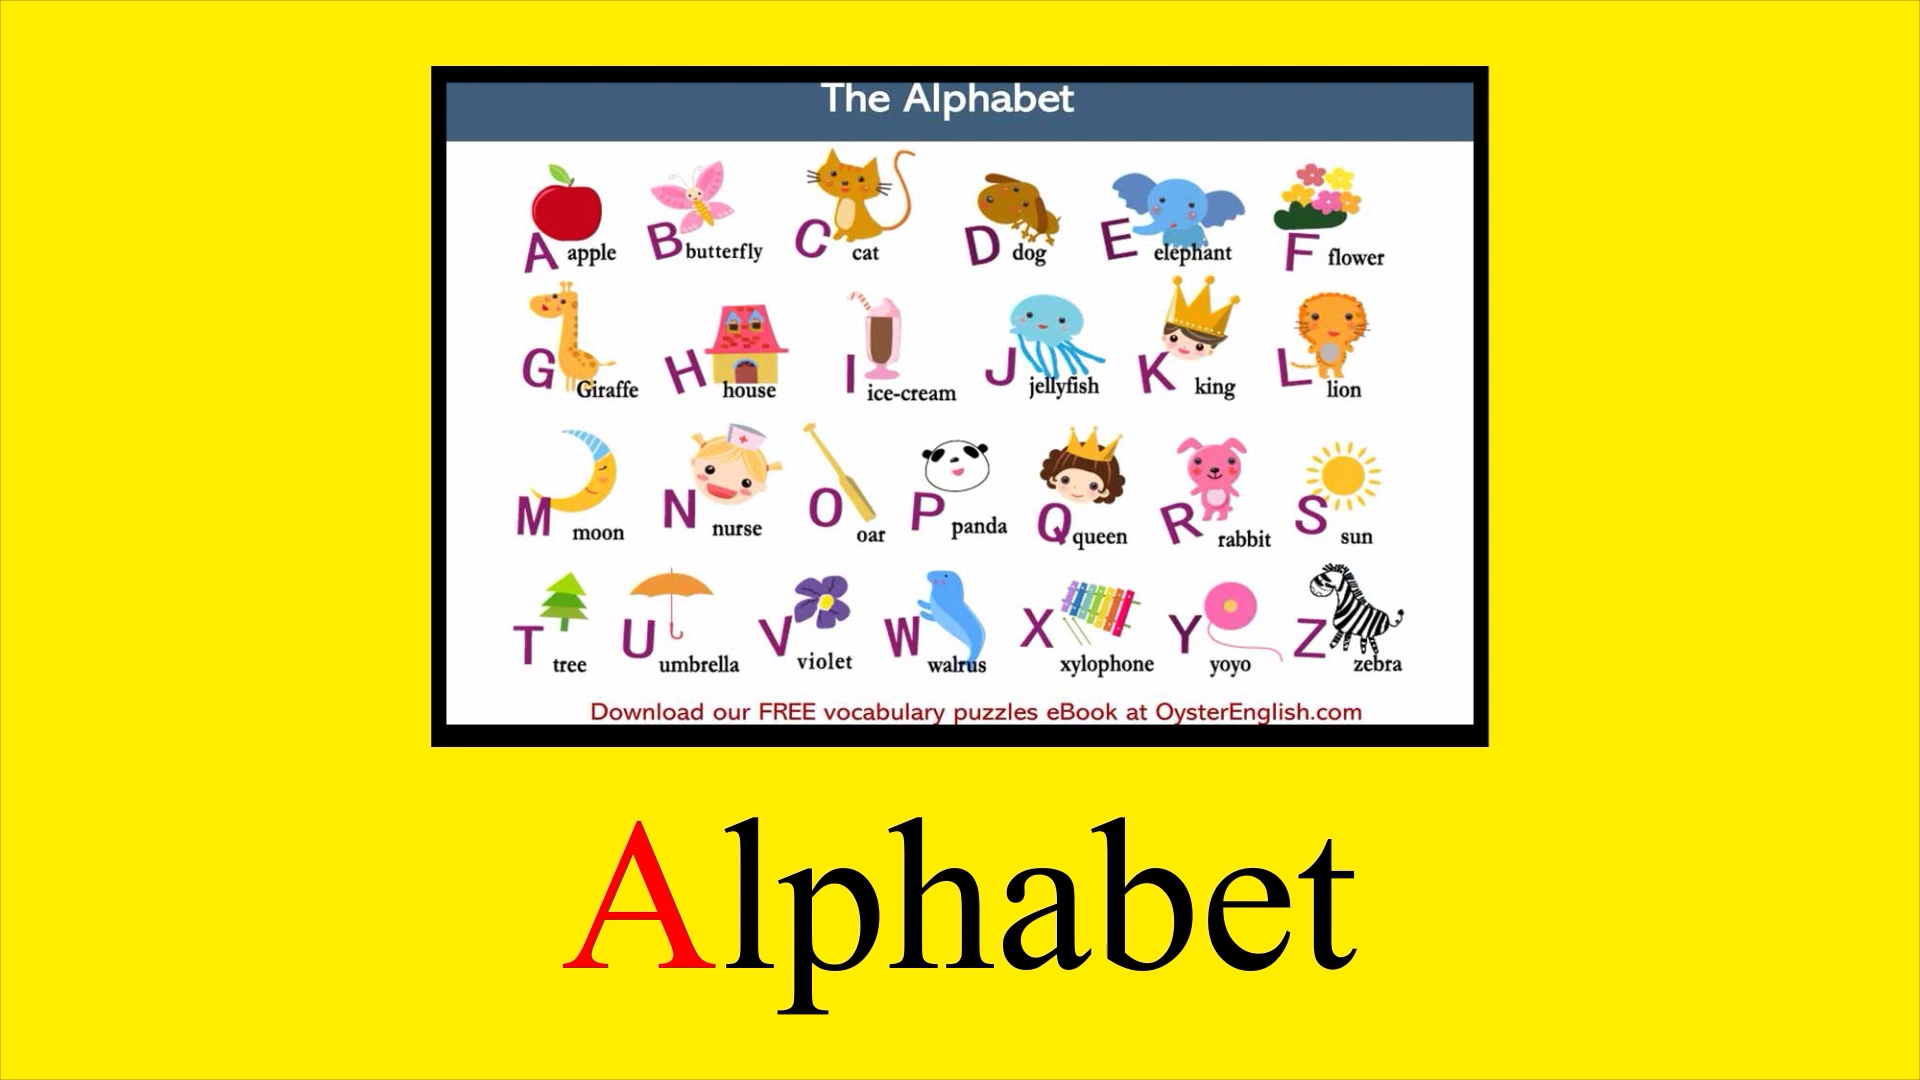 The Alphabet
A apple B butterfly C cat D dog E elephant F flower
G Giraffe H house I ice-cream J jellyfish K king L lion
M moon N nurse O oar P panda Q queen R rabbit S sun
T tree U umbrella V violet W walrus X xylophone Y yoyo Z zebra
Download our FREE vocabulary puzzles eBook at OysterEnglish.com
Alphabet